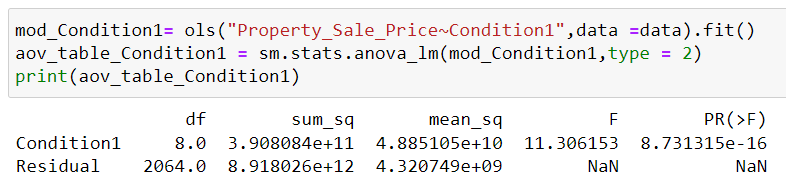 mod_Condition1= ols("Property_Sale_Price~Condition1",data =data).fit()
aov_table_Condition1 = sm.stats.anova_lm(mod_Condition1,type = 2)
print(aov_table_Condition1)
df sum_sq mean_sq F PR(>F)
Condition1 8.0 3.908084e+11 4.885105e+10 11.306153 8.731315e-16
Residual 2064.0 8.918026e+12 4.320749e+09 NaN NaN